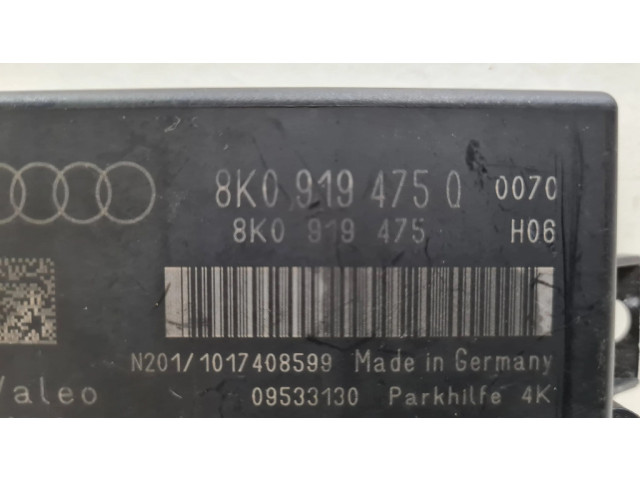 8K0 919 475 Q 0070
8K0 919 475 H06
N201/1017408599 Made in Germany
Valeo 09533130 Parkhilfe 4K